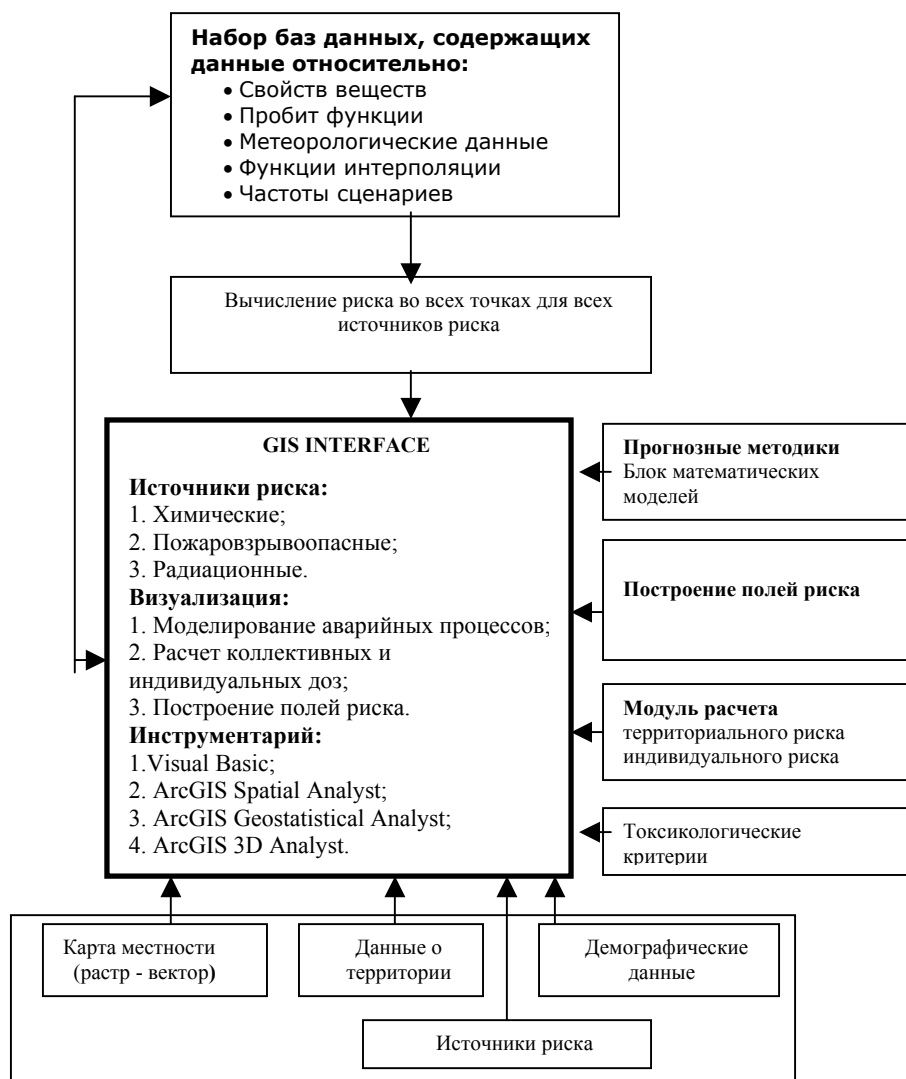 Набор баз данных, содержащих
данные относительно:
• Свойств веществ
• Пробит функции
• Метеорологические данные
• Функции интерполяции
• Частоты сценариев
Вычисление риска во всех точках для всех
источников риска
GIS INTERFACE
Источники риска:
1. Химические;
2. Пожаровзрывоопасные;
3. Радиационные.
Визуализация:
1. Моделирование аварийных процессов;
2. Расчет коллективных и
индивидуальных доз;
3. Построение полей риска.
Инструментарий:
1.Visual Basic;
2. ArcGIS Spatial Analyst;
3. ArcGIS Geostatistical Analyst;
4. ArcGIS 3D Analyst.
Прогнозные методики
Блок математических
моделей
Построение полей риска
Модуль расчета
территориального риска
индивидуального риска
Токсикологические
критерии
Карта местности
(растр - вектор)
Данные о
территории
Демографические
данные
Источники риска